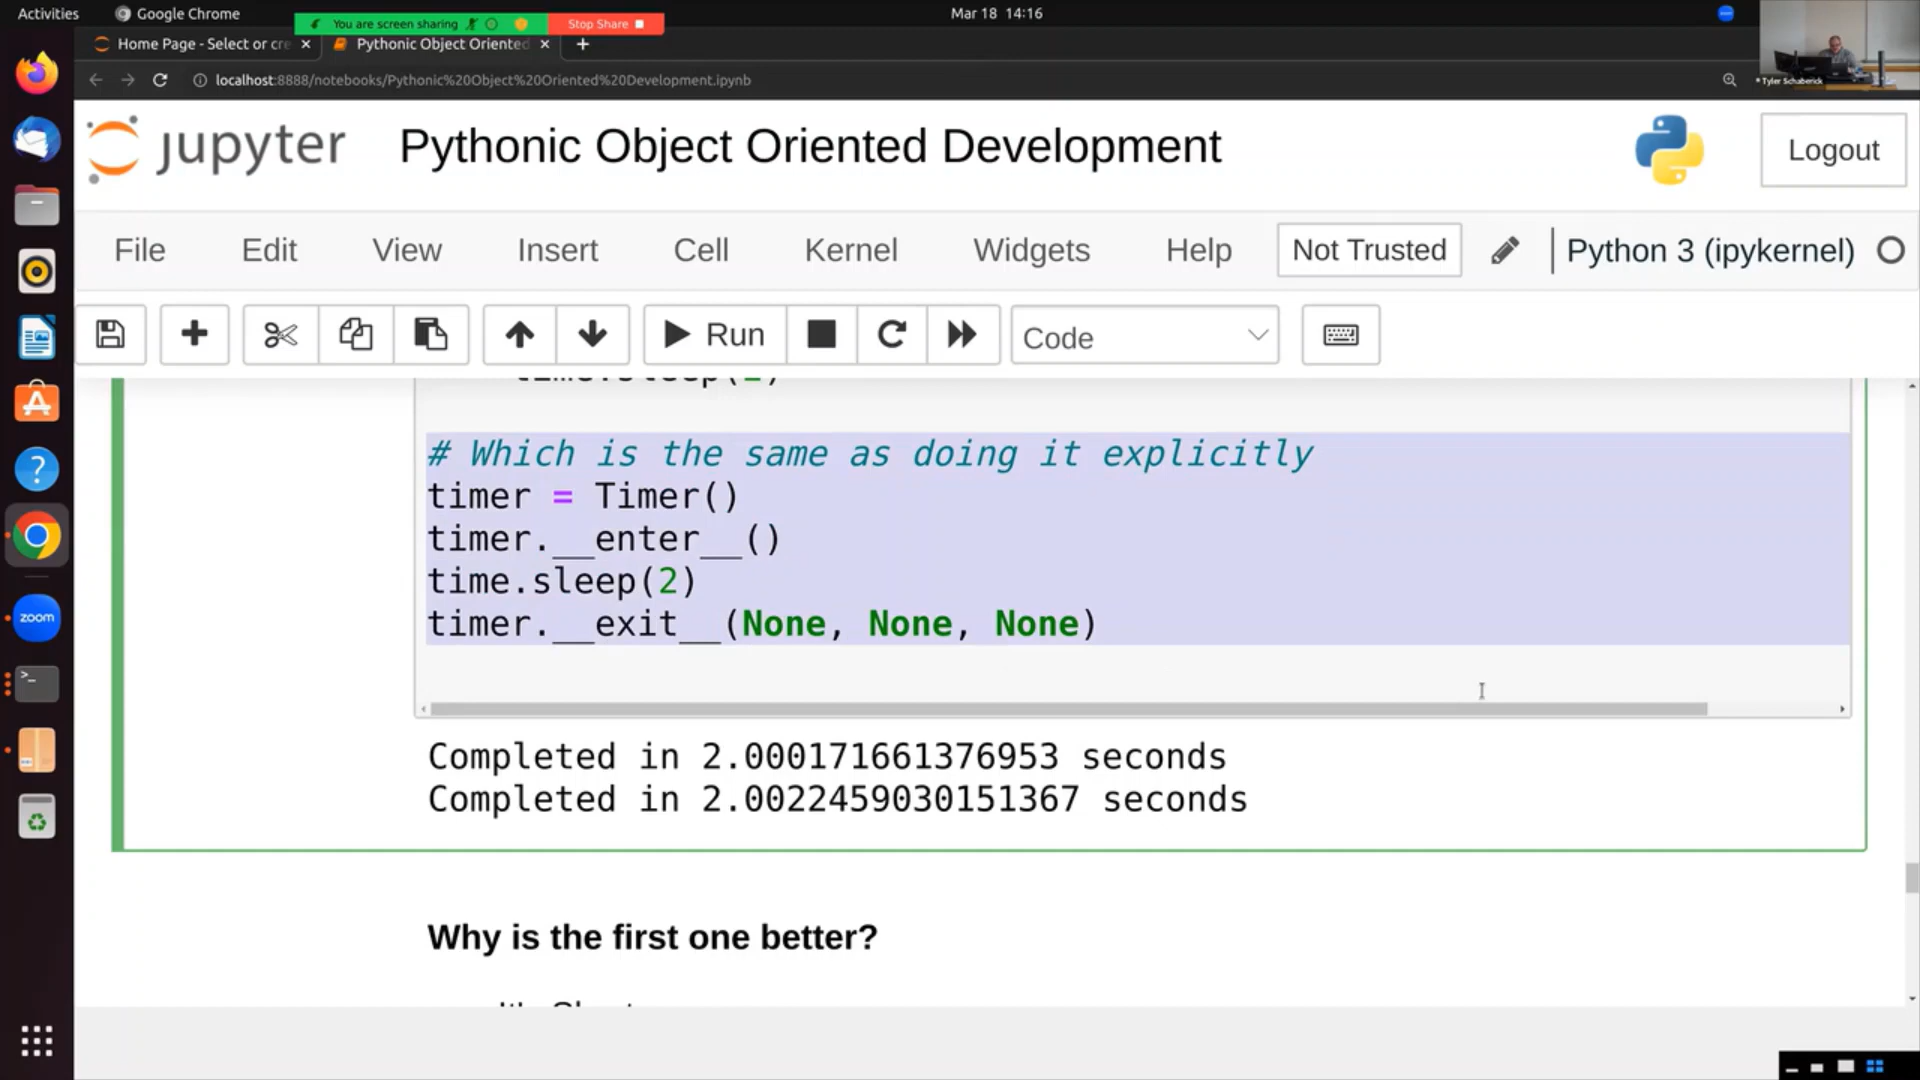 Activities
Google Chrome
You are screen sharing
Stop Share
Mar 18 14:16
Home Page - Select or cre
Pythonic Object Oriented
localhost:8888/notebooks/Pythonic%20Object%20Oriented%20Development.ipynb
Tyler Schaberick
jupyter
Pythonic Object Oriented Development
Logout
File Edit View Insert Cell Kernel Widgets Help
Not Trusted
Python 3 (ipykernel)
Run
Code
# Which is the same as doing it explicitly
timer = Timer()
timer.__enter__()
time.sleep(2)
timer.__exit__(None, None, None)
Completed in 2.000171661376953 seconds
Completed in 2.0022459030151367 seconds
Why is the first one better?
zoom